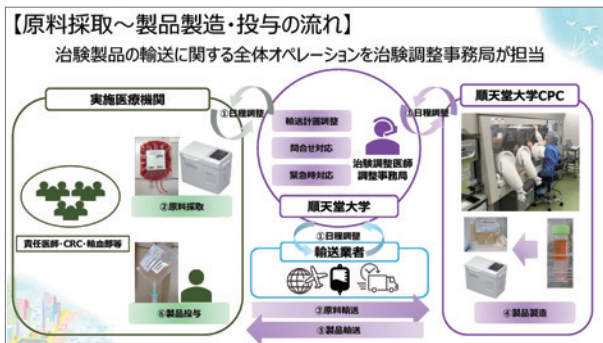 【原料採取～製品製造・投与の流れ】
治験製品の輸送に関する全体オペレーションを治験調整事務局が担当
実施医療機関
①日程調整
輸送計画調整
問合せ対応
緊急時対応
治験調整医師
調整事務局
順天堂大学
①日程調整
順天堂大学CPC
②原料採取
責任医師・CRC・輸血部等
⑥製品投与
①日程調整
輸送業者
③原料輸送
⑤製品輸送
④製品製造